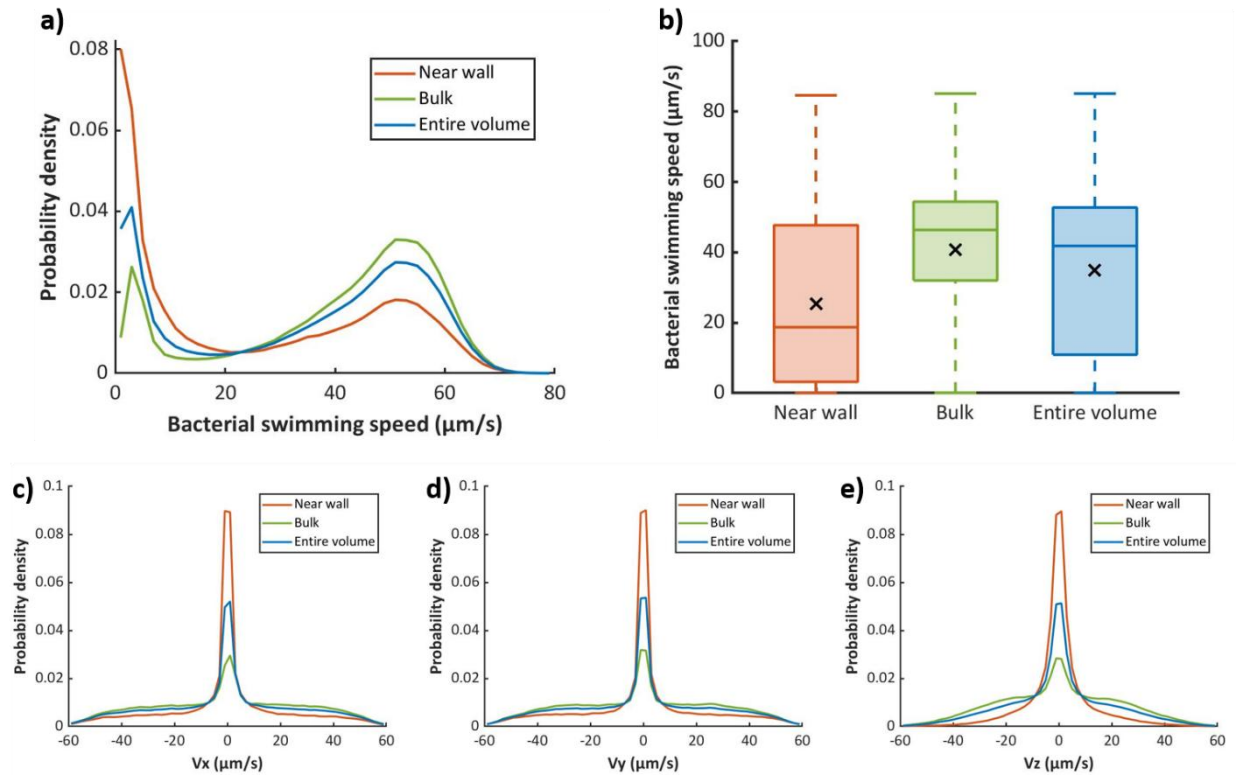 a)
Probability density
0.08
0.06
0.04
0.02
0
0
20
40
60
80
Bacterial swimming speed (μm/s)
Near wall
Bulk
Entire volume
b)
Bacterial swimming speed (μm/s)
100
80
60
40
20
0
Near wall
Bulk
Entire volume
c)
Probability density
0.1
0.08
0.06
0.04
0.02
0
-60
-40
-20
0
20
40
60
Vx (μm/s)
Near wall
Bulk
Entire volume
d)
Probability density
0.1
0.08
0.06
0.04
0.02
0
-60
-40
-20
0
20
40
60
Vy (μm/s)
Near wall
Bulk
Entire volume
e)
Probability density
0.1
0.08
0.06
0.04
0.02
0
-60
-40
-20
0
20
40
60
Vz (μm/s)
Near wall
Bulk
Entire volume